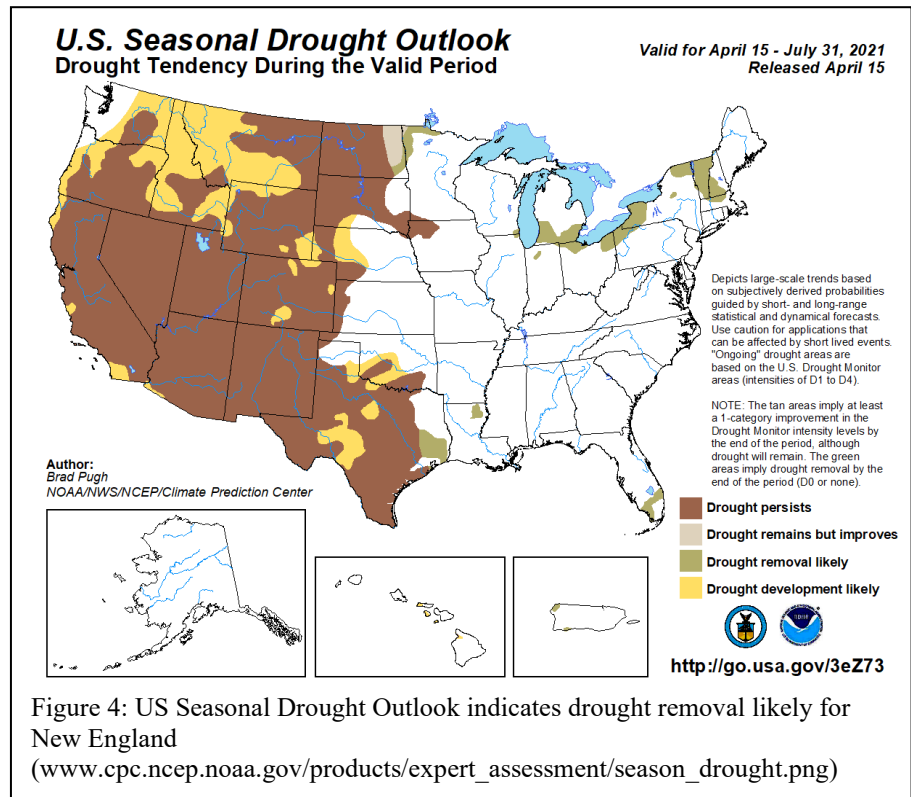 U.S. Seasonal Drought Outlook
Drought Tendency During the Valid Period
Valid for April 15 - July 31, 2021
Released April 15
Depicts large-scale trends based
on subjectively derived probabilities
guided by short- and long-range
statistical and dynamical forecasts.
Use caution for applications that
can be affected by short lived events.
"Ongoing" drought areas are
based on the U.S. Drought Monitor
areas (intensities of D1 to D4).
NOTE: The tan areas imply at least
a 1-category improvement in the
Drought Monitor intensity levels by
the end of the period, although
drought will remain. The green
areas imply drought removal by the
end of the period (D0 or none).
Author:
Brad Pugh
NOAA/NWS/NCEP/Climate Prediction Center
Drought persists
Drought remains but improves
Drought removal likely
Drought development likely
http://go.usa.gov/3eZ73
Figure 4: US Seasonal Drought Outlook indicates drought removal likely for
New England
(www.cpc.ncep.noaa.gov/products/expert_assessment/season_drought.png)